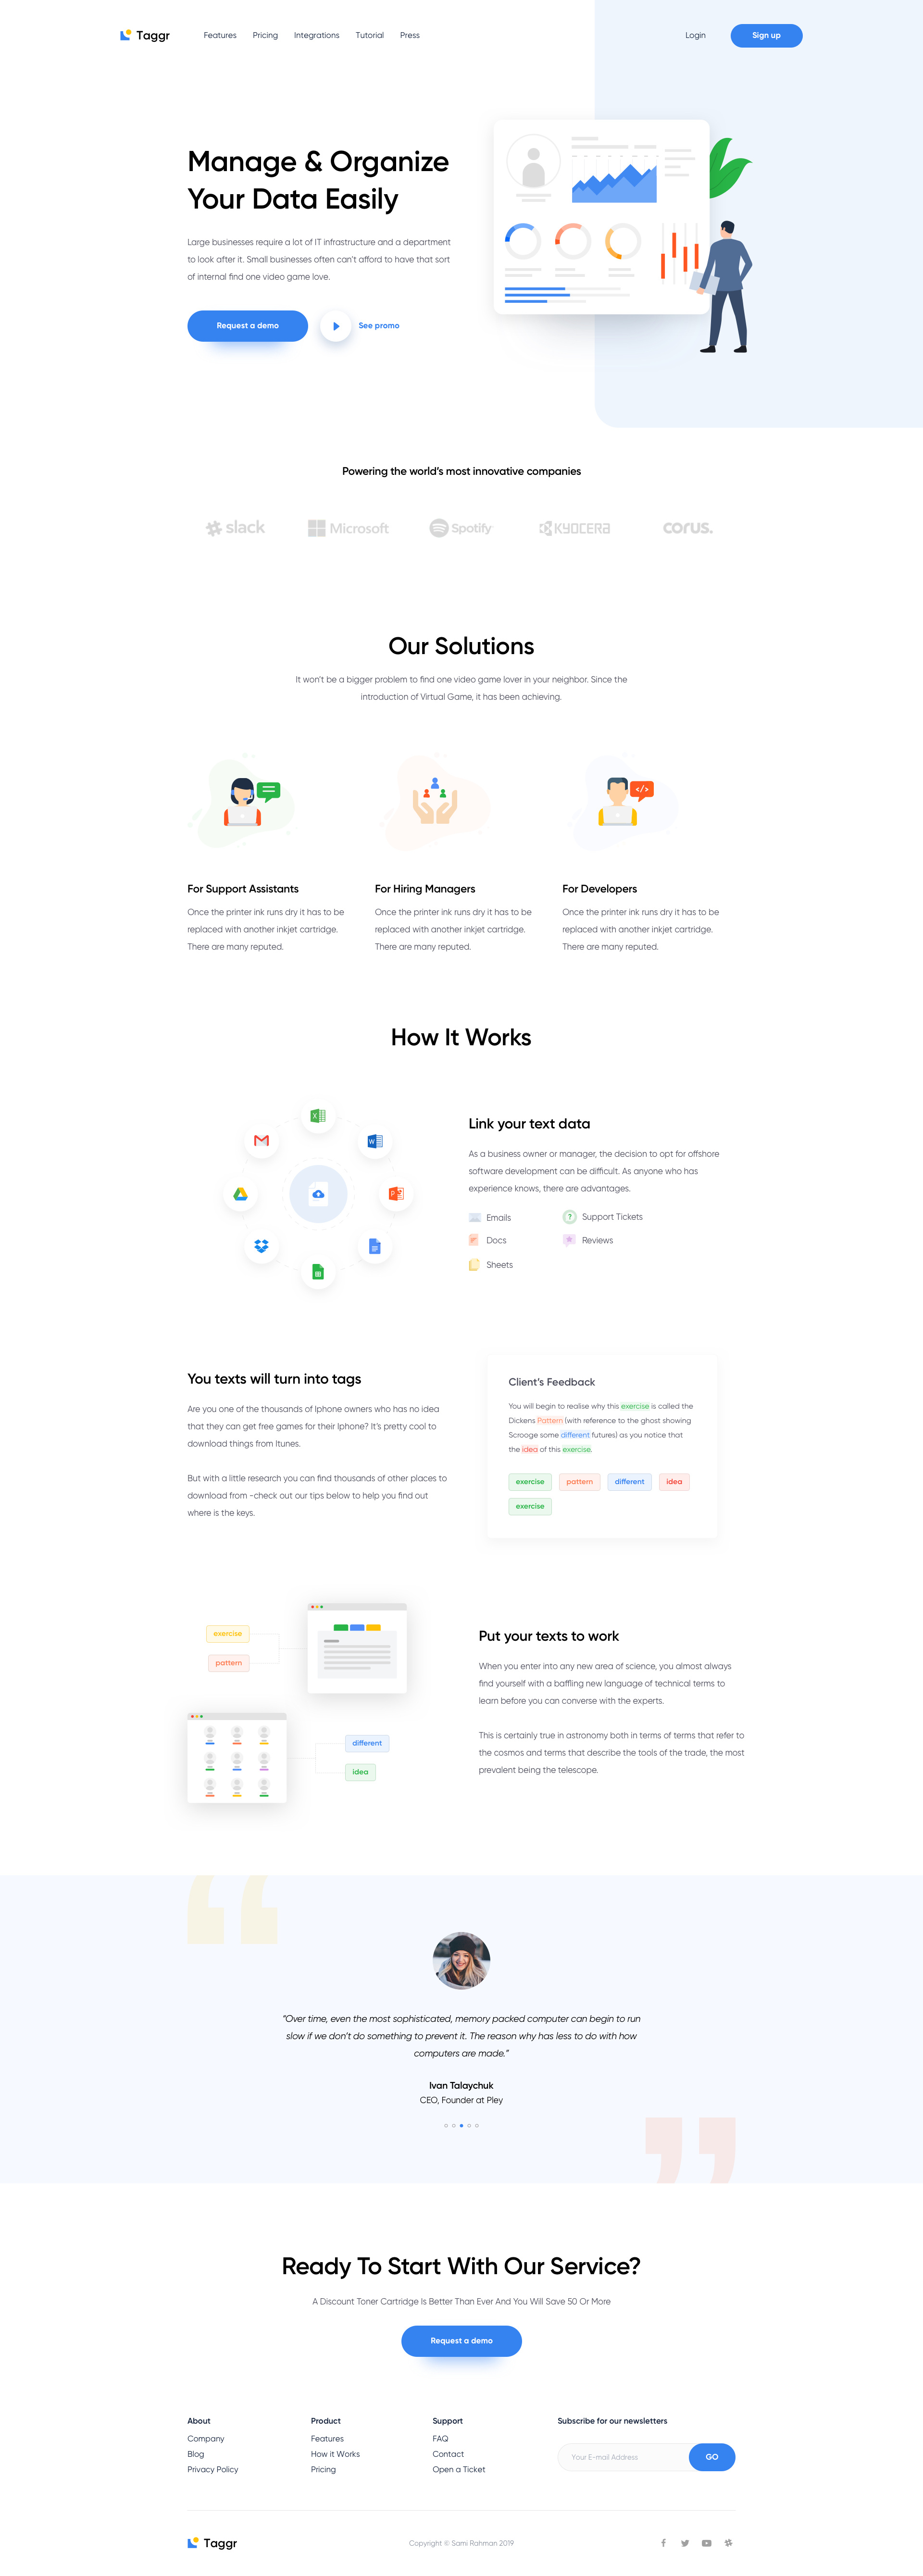 Taggr
Features
Pricing
Integrations
Tutorial
Press
Login
Sign up
Manage & Organize
Your Data Easily
Large businesses require a lot of IT infrastructure and a department
to look after it. Small businesses often can't afford to have that sort
of internal find one video game love.
Request a demo
See promo
Powering the world's most innovative companies
slack
Microsoft
Spotify
KYOCERA
corus.
Our Solutions
It won't be a bigger problem to find one video game lover in your neighbor. Since the
introduction of Virtual Game, it has been achieving.
For Support Assistants
Once the printer ink runs dry it has to be
replaced with another inkjet cartridge.
There are many reputed.
For Hiring Managers
Once the printer ink runs dry it has to be
replaced with another inkjet cartridge.
There are many reputed.
For Developers
Once the printer ink runs dry it has to be
replaced with another inkjet cartridge.
There are many reputed.
How It Works
Link your text data
As a business owner or manager, the decision to opt for offshore
software development can be difficult. As anyone who has
experience knows, there are advantages.
Emails
Support Tickets
Docs
Reviews
Sheets
You texts will turn into tags
Are you one of the thousands of Iphone owners who has no idea
that they can get free games for their Iphone? It's pretty cool to
download things from Itunes.
But with a little research you can find thousands of other places to
download from -check out our tips below to help you find out
where is the keys.
Client's Feedback
You will begin to realise why this exercise is called the
Dickens Pattern (with reference to the ghost showing
Scrooge some different futures) as you notice that
the idea of this exercise.
exercise
pattern
different
idea
exercise
exercise
pattern
different
idea
Put your texts to work
When you enter into any new area of science, you almost always
find yourself with a baffling new language of technical terms to
learn before you can converse with the experts.
This is certainly true in astronomy both in terms of terms that refer to
the cosmos and terms that describe the tools of the trade, the most
prevalent being the telescope.
“Over time, even the most sophisticated, memory packed computer can begin to run
slow if we don't do something to prevent it. The reason why has less to do with how
computers are made.”
Ivan Talaychuk
CEO, Founder at Pley
Ready To Start With Our Service?
A Discount Toner Cartridge Is Better Than Ever And You Will Save 50 Or More
Request a demo
About
Company
Blog
Privacy Policy
Product
Features
How it Works
Pricing
Support
FAQ
Contact
Open a Ticket
Subscribe for our newsletters
Your E-mail Address
GO
Taggr
Copyright © Sami Rahman 2019